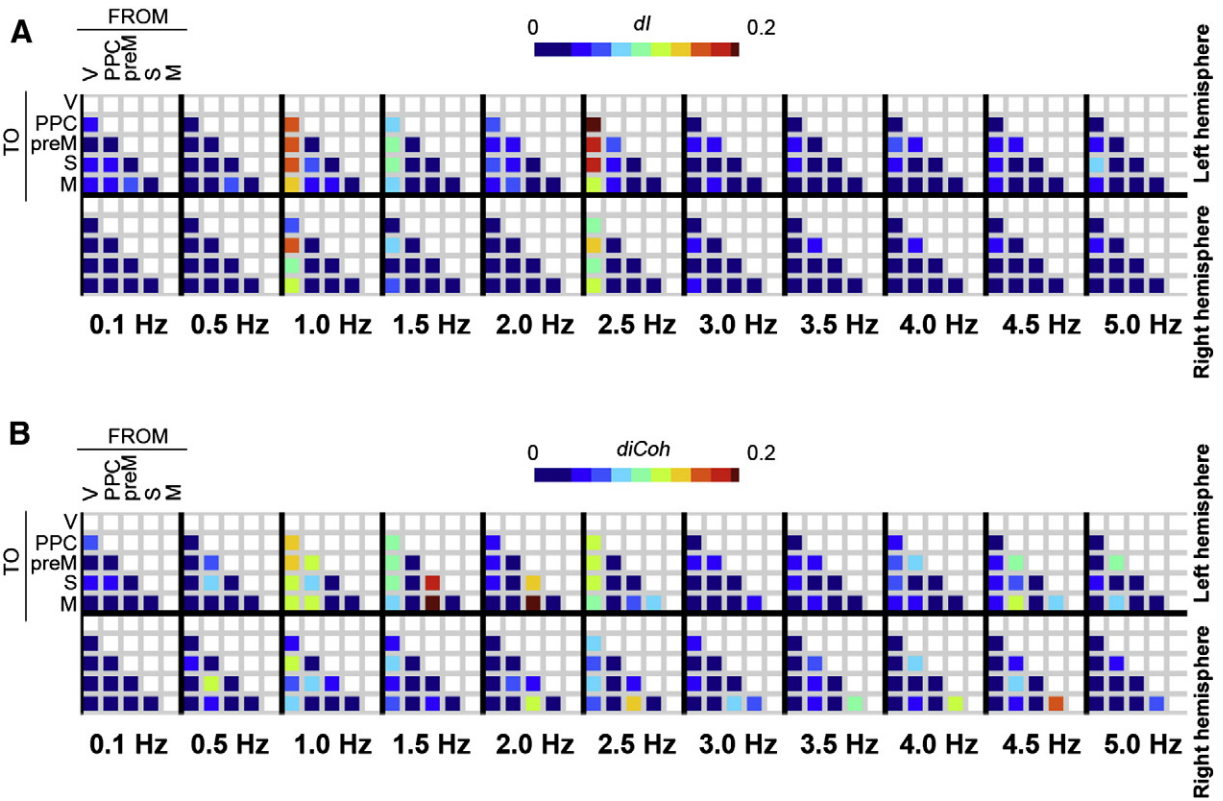 A
FROM
V PPC preM S M
0 dI 0.2
TO
V
PPC
preM
S
M
Left hemisphere
Right hemisphere
0.1 Hz 0.5 Hz 1.0 Hz 1.5 Hz 2.0 Hz 2.5 Hz 3.0 Hz 3.5 Hz 4.0 Hz 4.5 Hz 5.0 Hz
B
FROM
V PPC preM S M
0 diCoh 0.2
TO
V
PPC
preM
S
M
Left hemisphere
Right hemisphere
0.1 Hz 0.5 Hz 1.0 Hz 1.5 Hz 2.0 Hz 2.5 Hz 3.0 Hz 3.5 Hz 4.0 Hz 4.5 Hz 5.0 Hz